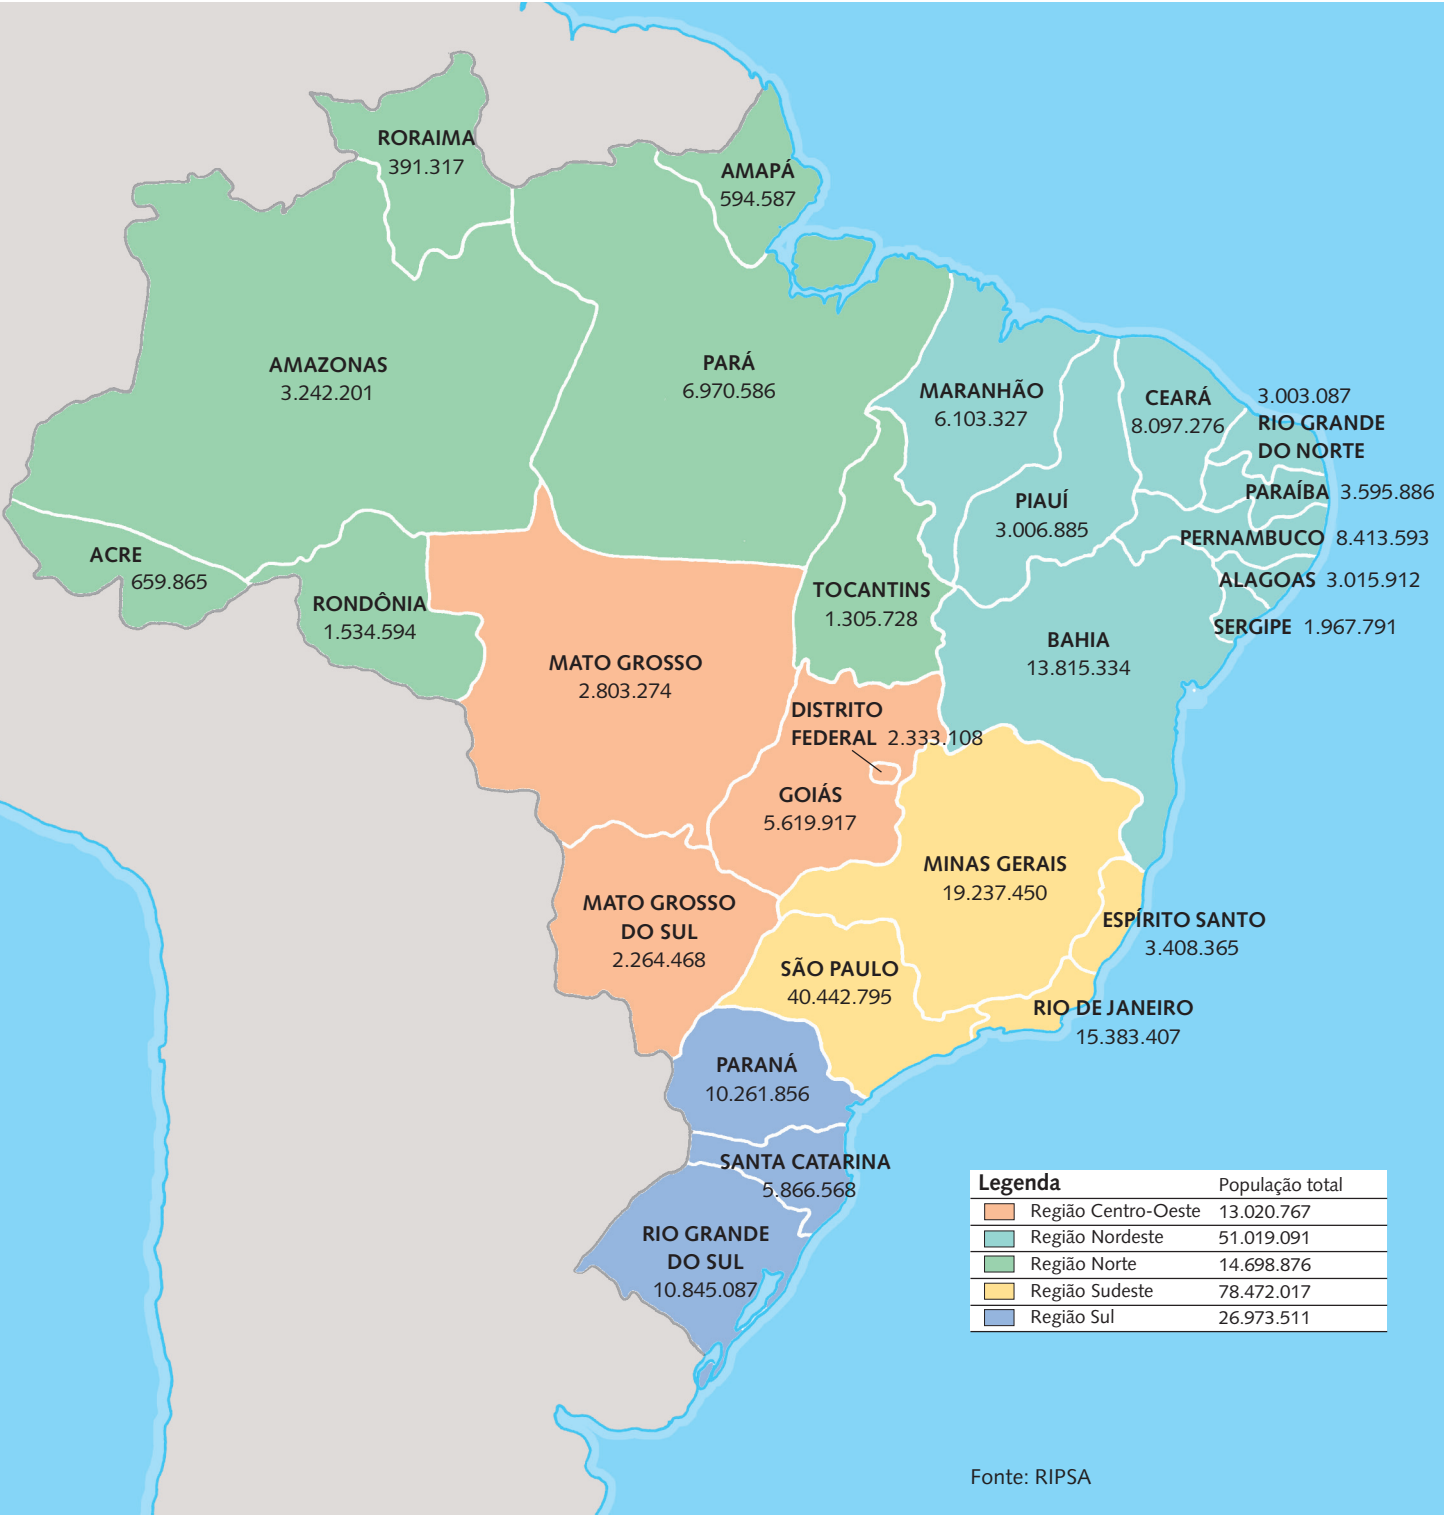 RORAIMA
391.317
AMAPÁ
594.587
AMAZONAS
3.242.201
PARÁ
6.970.586
MARANHÃO
6.103.327
CEARÁ
8.097.276
3.003.087
RIO GRANDE
DO NORTE
PIAUÍ
3.006.885
PARAÍBA 3.595.886
PERNAMBUCO 8.413.593
ALAGOAS 3.015.912
SERGIPE 1.967.791
ACRE
659.865
RONDÔNIA
1.534.594
TOCANTINS
1.305.728
BAHIA
13.815.334
MATO GROSSO
2.803.274
DISTRITO
FEDERAL 2.333.108
GOIÁS
5.619.917
MINAS GERAIS
19.237.450
MATO GROSSO
DO SUL
2.264.468
ESPÍRITO SANTO
3.408.365
SÃO PAULO
40.442.795
RIO DE JANEIRO
15.383.407
PARANÁ
10.261.856
SANTA CATARINA
5.866.568
RIO GRANDE
DO SUL
10.845.087
Legenda População total
Região Centro-Oeste 13.020.767
Região Nordeste 51.019.091
Região Norte 14.698.876
Região Sudeste 78.472.017
Região Sul 26.973.511
Fonte: RIPSA